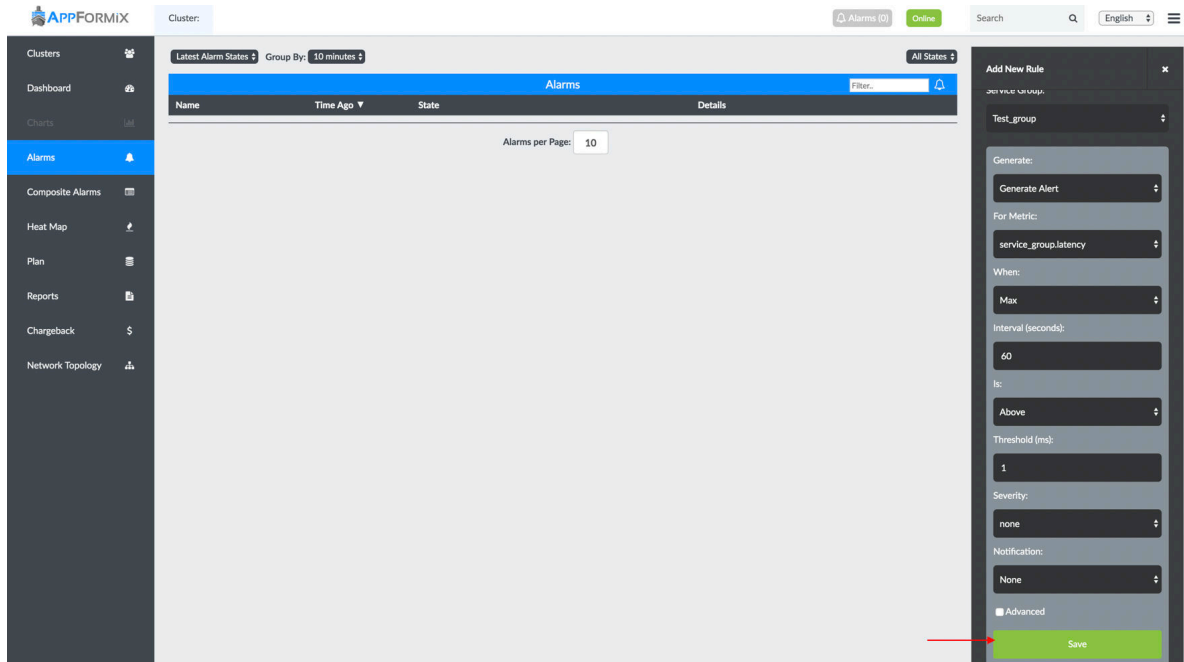 APPFORMIX
Cluster:
Alarms (0)
Online
Search
English
Clusters
Dashboard
Charts
Alarms
Composite Alarms
Heat Map
Plan
Reports
Chargeback
$
Network Topology
Latest Alarm States
Group By:
10 minutes
All States
Alarms
Filter..
Name
Time Ago ▼
State
Details
Alarms per Page:
10
Add New Rule
×
Service Group:
Test_group
Generate:
Generate Alert
For Metric:
service_group.latency
When:
Max
Interval (seconds):
60
Is:
Above
Threshold (ms):
1
Severity:
none
Notification:
None
Advanced
Save